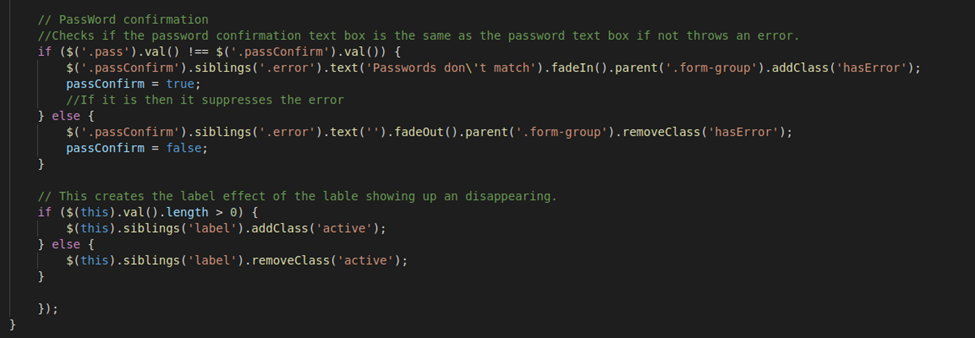 // PassWord confirmation
//Checks if the password confirmation text box is the same as the password text box if not throws an error.
if ($('.pass').val() !== $('.passConfirm').val()) {
$('.passConfirm').siblings('.error').text('Passwords don\'t match').fadeIn().parent('.form-group').addClass('hasError');
passConfirm = true;
//If it is then it suppresses the error
} else {
$('.passConfirm').siblings('.error').text('').fadeOut().parent('.form-group').removeClass('hasError');
passConfirm = false;
}
// This creates the label effect of the lable showing up an disappearing.
if ($(this).val().length > 0) {
$(this).siblings('label').addClass('active');
} else {
$(this).siblings('label').removeClass('active');
}
});
}